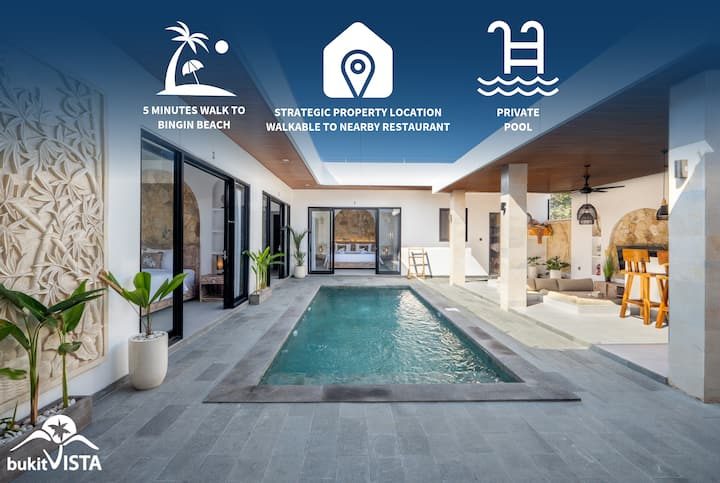 5 MINUTES WALK TO
BINGIN BEACH
STRATEGIC PROPERTY LOCATION
WALKABLE TO NEARBY RESTAURANT
PRIVATE
POOL
bukitVISTA